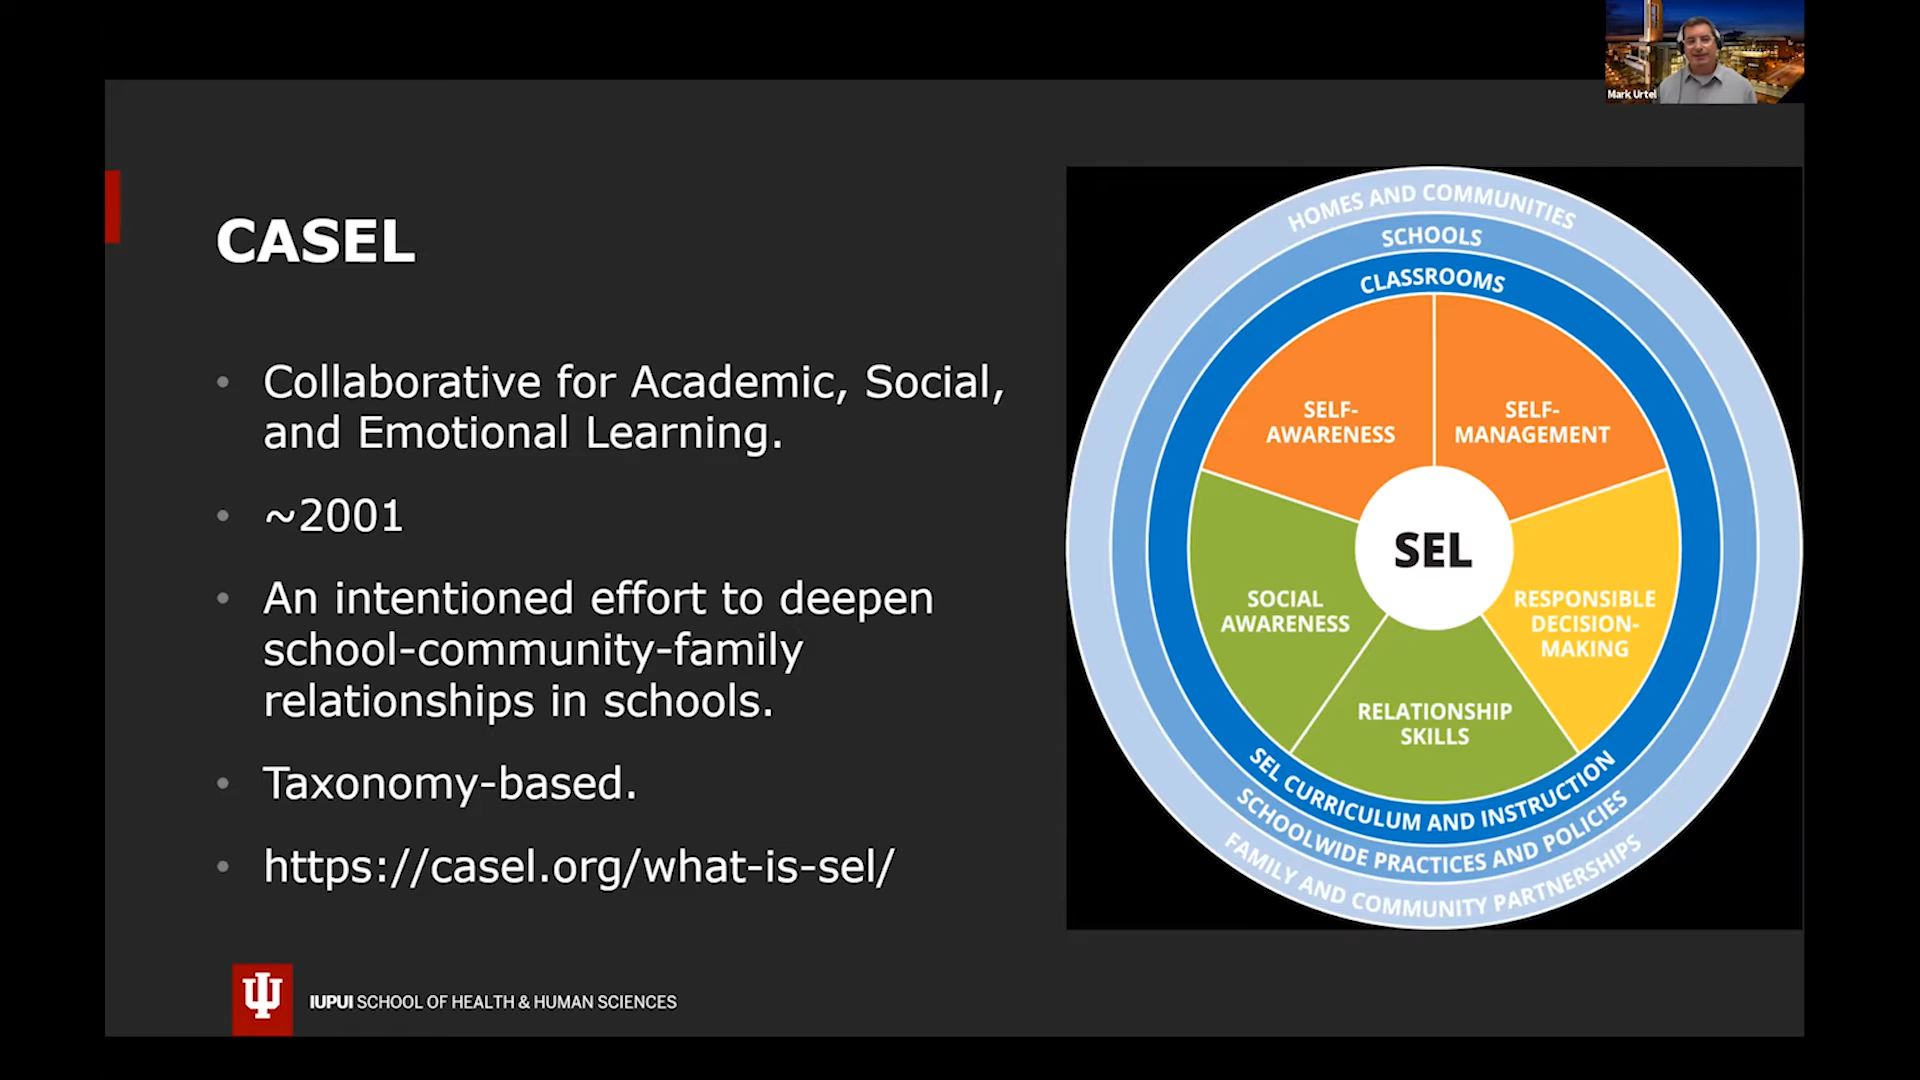 Mark Urtel
CASEL
• Collaborative for Academic, Social,
and Emotional Learning.
• ~2001
• An intentioned effort to deepen
school-community-family
relationships in schools.
• Taxonomy-based.
• https://casel.org/what-is-sel/
HOMES AND COMMUNITIES
SCHOOLS
CLASSROOMS
SELF-
AWARENESS
SELF-
MANAGEMENT
SEL
SOCIAL
AWARENESS
RESPONSIBLE
DECISION-
MAKING
RELATIONSHIP
SKILLS
SEL CURRICULUM AND INSTRUCTION
SCHOOLWIDE PRACTICES AND POLICIES
FAMILY AND COMMUNITY PARTNERSHIPS
IUPUI SCHOOL OF HEALTH & HUMAN SCIENCES